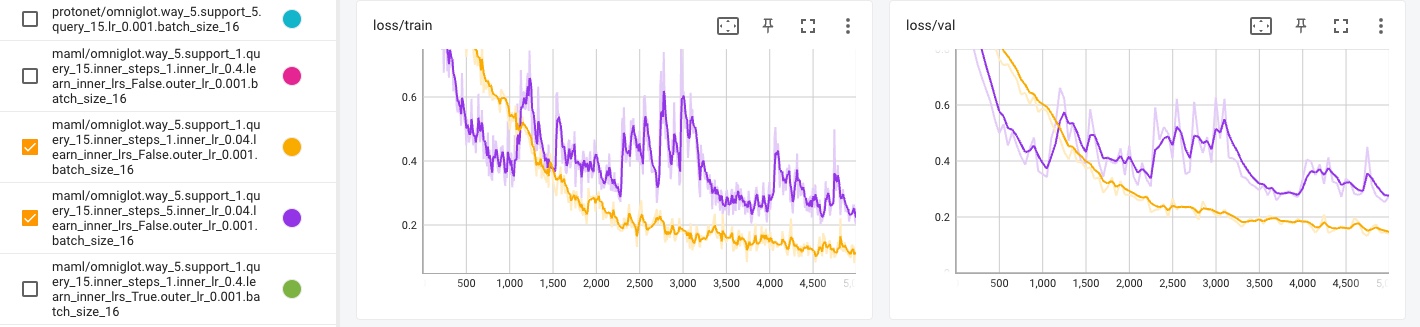 protonet/omniglot.way_5.support_5.
query_15.lr_0.001.batch_size_16
maml/omniglot.way_5.support_1.qu
ery_15.inner_steps_1.inner_lr_0.4.le
arn_inner_lrs_False.outer_lr_0.001.b
atch_size_16
maml/omniglot.way_5.support_1.qu
ery_15.inner_steps_1.inner_lr_0.04.l
earn_inner_lrs_False.outer_lr_0.001.
batch_size_16
maml/omniglot.way_5.support_1.qu
ery_15.inner_steps_5.inner_lr_0.04.l
earn_inner_lrs_False.outer_lr_0.001.
batch_size_16
maml/omniglot.way_5.support_1.qu
ery_15.inner_steps_1.inner_lr_0.4.le
arn_inner_lrs_True.outer_lr_0.001.ba
tch_size_16
loss/train
0.6
0.4
0.2
500 1,000 1,500 2,000 2,500 3,000 3,500 4,000 4,500
loss/val
0.6
0.4
0.2
500 1,000 1,500 2,000 2,500 3,000 3,500 4,000 4,500